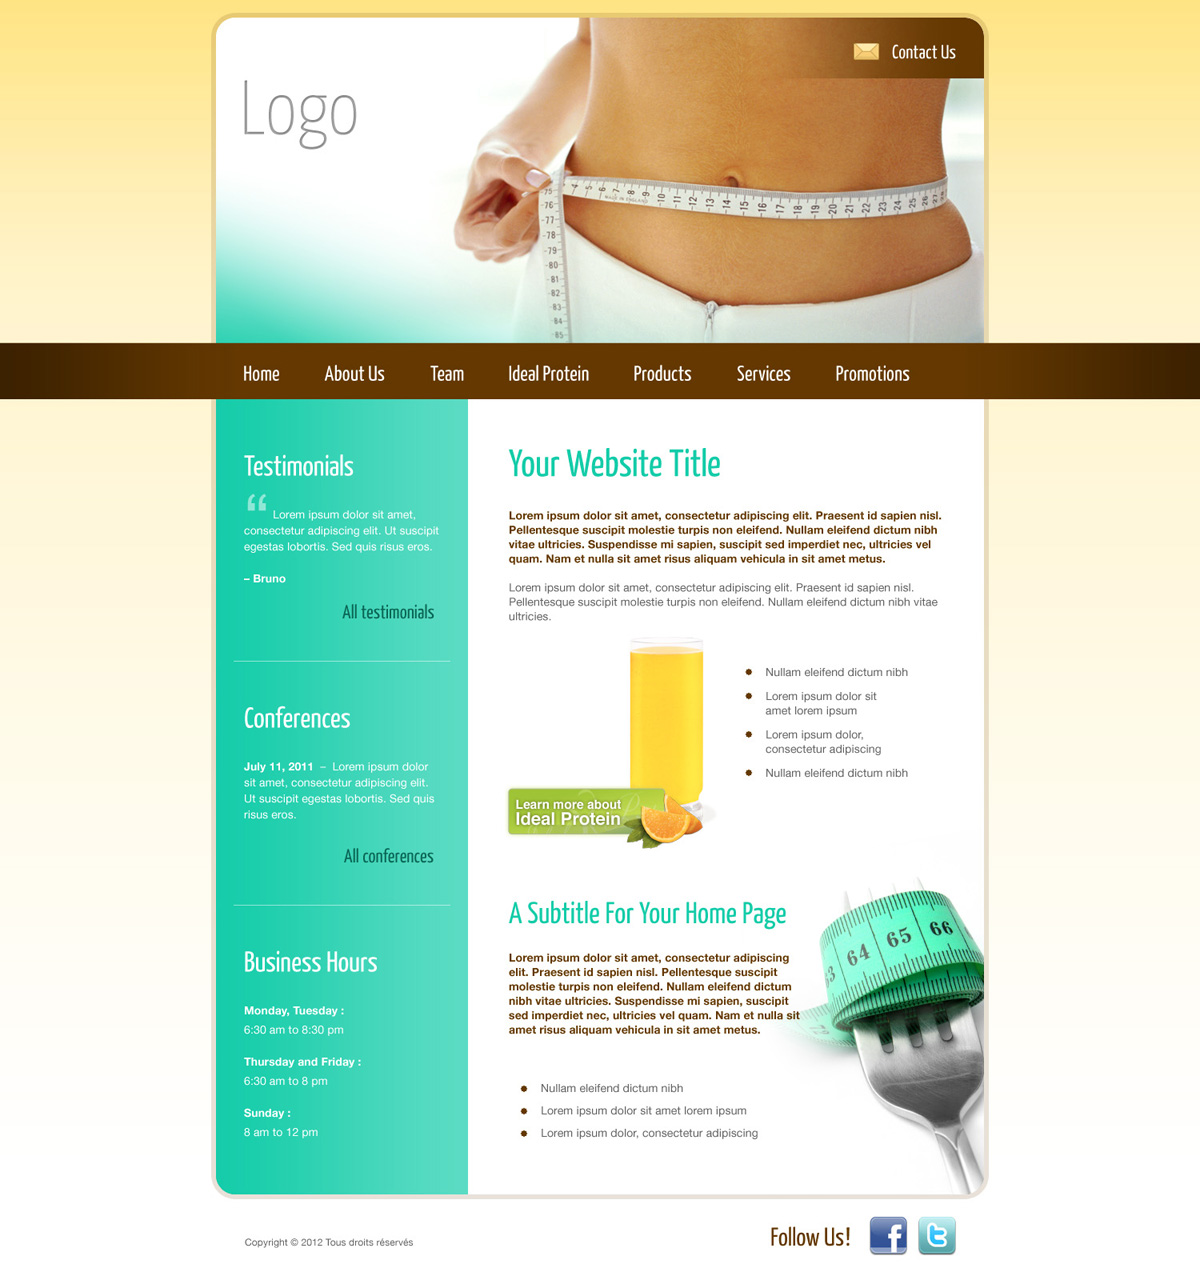 Contact Us
Logo
Home About Us Team Ideal Protein Products Services Promotions
Testimonials
“ Lorem ipsum dolor sit amet,
consectetur adipiscing elit. Ut suscipit
egestas lobortis. Sed quis risus eros.
– Bruno
All testimonials
Conferences
July 11, 2011 – Lorem ipsum dolor
sit amet, consectetur adipiscing elit.
Ut suscipit egestas lobortis. Sed quis
risus eros.
All conferences
Business Hours
Monday, Tuesday :
6:30 am to 8:30 pm
Thursday and Friday :
6:30 am to 8 pm
Sunday :
8 am to 12 pm
Your Website Title
Lorem ipsum dolor sit amet, consectetur adipiscing elit. Praesent id sapien nisl.
Pellentesque suscipit molestie turpis non eleifend. Nullam eleifend dictum nibh
vitae ultricies. Suspendisse mi sapien, suscipit sed imperdiet nec, ultricies vel
quam. Nam et nulla sit amet risus aliquam vehicula in sit amet metus.
Lorem ipsum dolor sit amet, consectetur adipiscing elit. Praesent id sapien nisl.
Pellentesque suscipit molestie turpis non eleifend. Nullam eleifend dictum nibh vitae
ultricies.
Nullam eleifend dictum nibh
Lorem ipsum dolor sit
amet lorem ipsum
Lorem ipsum dolor,
consectetur adipiscing
Nullam eleifend dictum nibh
Learn more about
Ideal Protein
A Subtitle For Your Home Page
Lorem ipsum dolor sit amet, consectetur adipiscing
elit. Praesent id sapien nisl. Pellentesque suscipit
molestie turpis non eleifend. Nullam eleifend dictum
nibh vitae ultricies. Suspendisse mi sapien, suscipit
sed imperdiet nec, ultricies vel quam. Nam et nulla sit
amet risus aliquam vehicula in sit amet metus.
64 65 66
Nullam eleifend dictum nibh
Lorem ipsum dolor sit amet lorem ipsum
Lorem ipsum dolor, consectetur adipiscing
Copyright © 2012 Tous droits réservés
Follow Us!